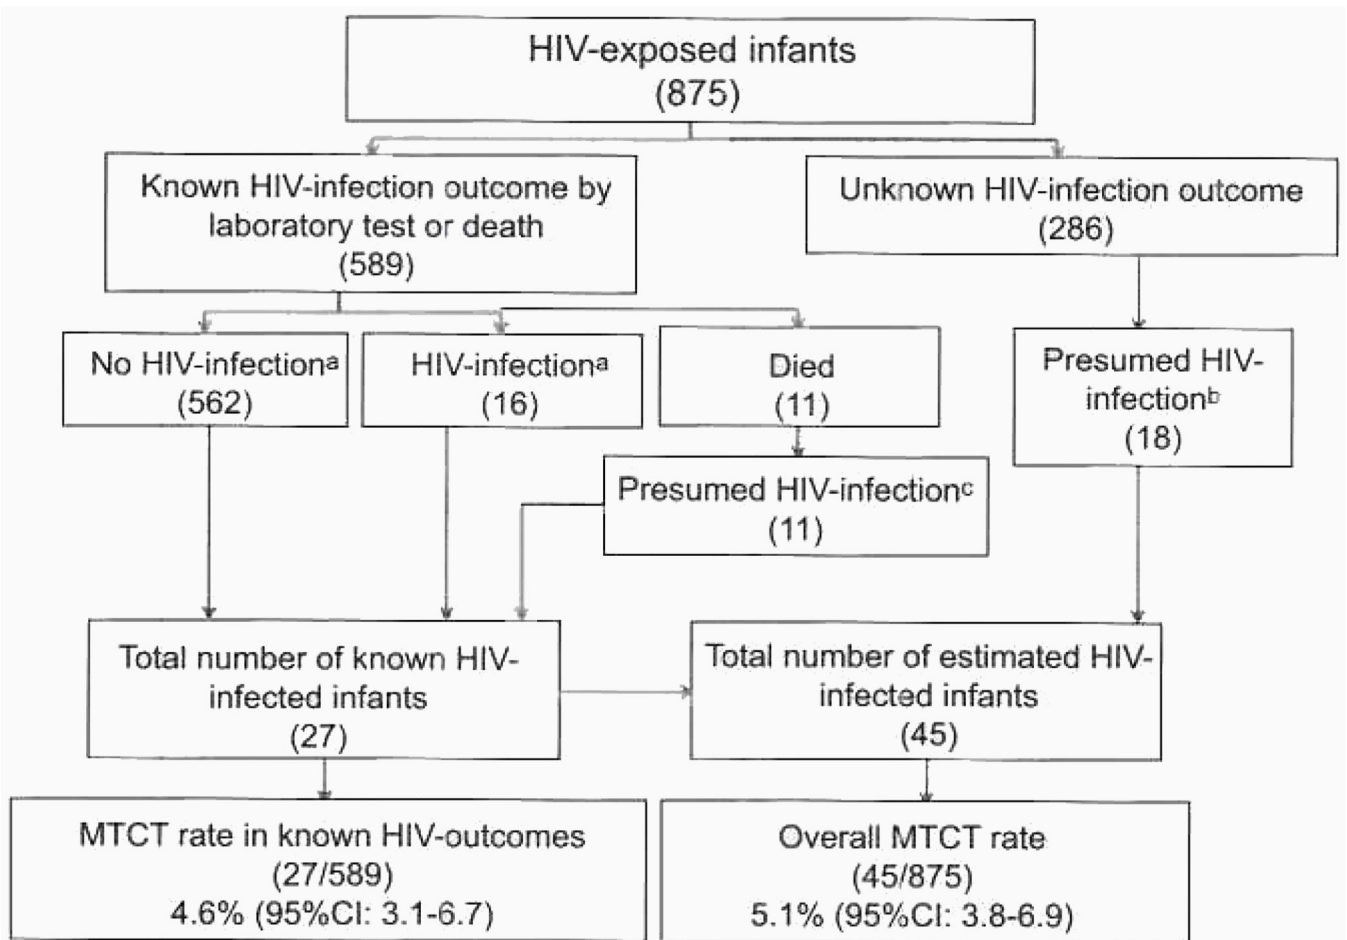 HIV-exposed infants
(875)
Known HIV-infection outcome by
laboratory test or death
(589)
Unknown HIV-infection outcome
(286)
No HIV-infectionᵃ
(562)
HIV-infectionᵃ
(16)
Died
(11)
Presumed HIV-
infectionᵇ
(18)
Presumed HIV-infectionᶜ
(11)
Total number of known HIV-
infected infants
(27)
Total number of estimated HIV-
infected infants
(45)
MTCT rate in known HIV-outcomes
(27/589)
4.6% (95%CI: 3.1-6.7)
Overall MTCT rate
(45/875)
5.1% (95%CI: 3.8-6.9)